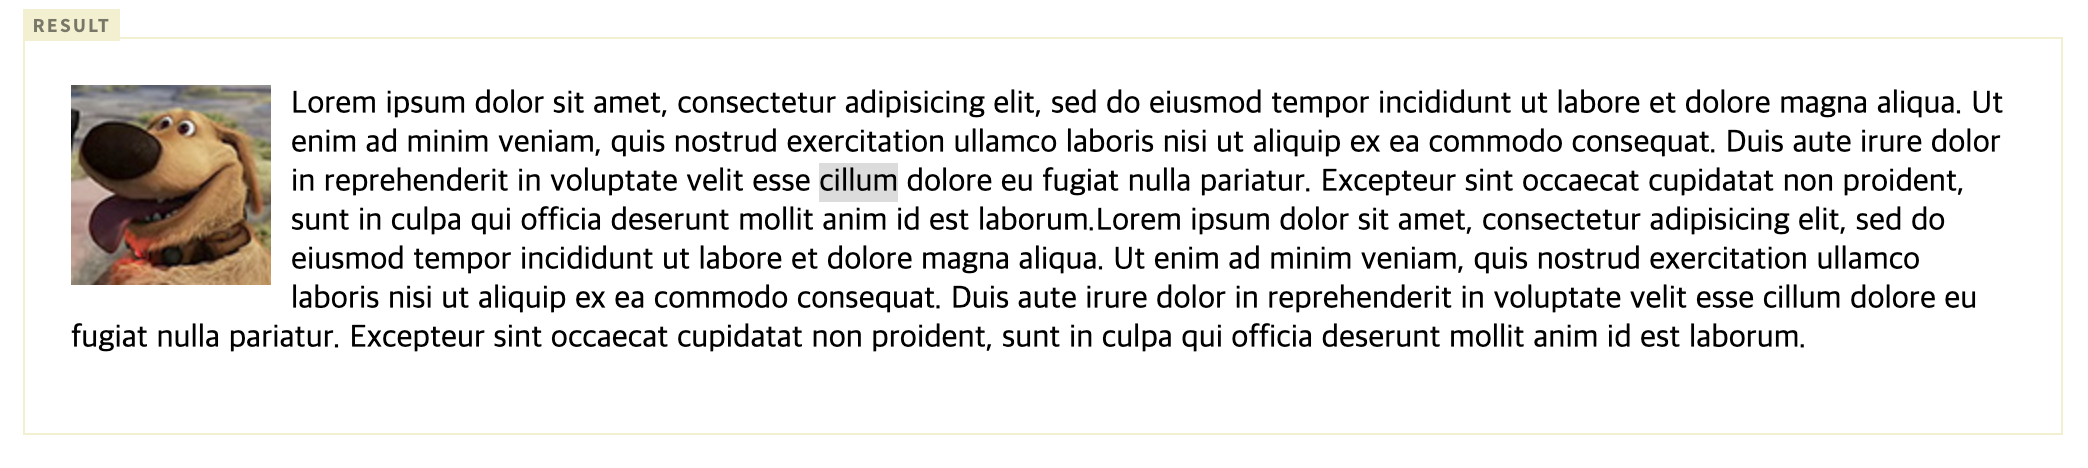 RESULT
Lorem ipsum dolor sit amet, consectetur adipisicing elit, sed do eiusmod tempor incididunt ut labore et dolore magna aliqua. Ut
enim ad minim veniam, quis nostrud exercitation ullamco laboris nisi ut aliquip ex ea commodo consequat. Duis aute irure dolor
in reprehenderit in voluptate velit esse cillum dolore eu fugiat nulla pariatur. Excepteur sint occaecat cupidatat non proident,
sunt in culpa qui officia deserunt mollit anim id est laborum.Lorem ipsum dolor sit amet, consectetur adipisicing elit, sed do
eiusmod tempor incididunt ut labore et dolore magna aliqua. Ut enim ad minim veniam, quis nostrud exercitation ullamco
laboris nisi ut aliquip ex ea commodo consequat. Duis aute irure dolor in reprehenderit in voluptate velit esse cillum dolore eu
fugiat nulla pariatur. Excepteur sint occaecat cupidatat non proident, sunt in culpa qui officia deserunt mollit anim id est laborum.